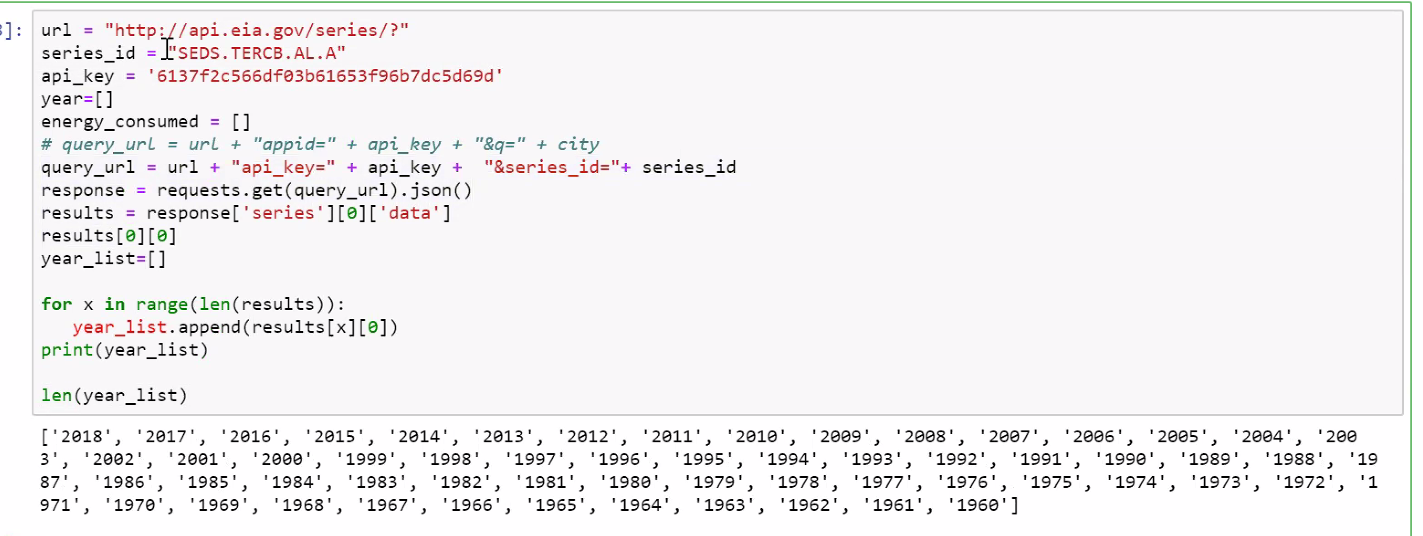 ]:
url = "http://api.eia.gov/series/?"
series_id = "SEDS.TERCB.AL.A"
api_key = '6137f2c566df03b61653f96b7dc5d69d'
year=[]
energy_consumed = []
# query_url = url + "appid=" + api_key + "&q=" + city
query_url = url + "api_key=" + api_key +  "&series_id="+ series_id
response = requests.get(query_url).json()
results = response['series'][0]['data']
results[0][0]
year_list=[]
for x in range(len(results)):
   year_list.append(results[x][0])
print(year_list)
len(year_list)
['2018', '2017', '2016', '2015', '2014', '2013', '2012', '2011', '2010', '2009', '2008', '2007', '2006', '2005', '2004', '200
3', '2002', '2001', '2000', '1999', '1998', '1997', '1996', '1995', '1994', '1993', '1992', '1991', '1990', '1989', '1988', '19
87', '1986', '1985', '1984', '1983', '1982', '1981', '1980', '1979', '1978', '1977', '1976', '1975', '1974', '1973', '1972', '1
971', '1970', '1969', '1968', '1967', '1966', '1965', '1964', '1963', '1962', '1961', '1960']